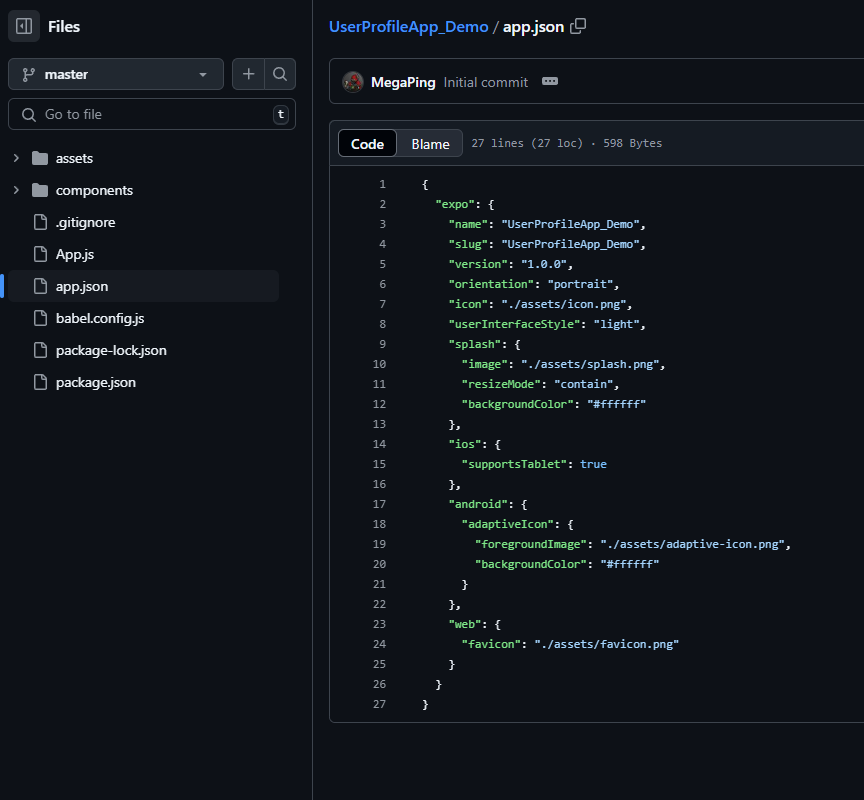 Files
master
Go to file
t
assets
components
.gitignore
App.js
app.json
babel.config.js
package-lock.json
package.json
UserProfileApp_Demo / app.json
MegaPing Initial commit
Code Blame 27 lines (27 loc) · 598 Bytes
1 {
2 "expo": {
3 "name": "UserProfileApp_Demo",
4 "slug": "UserProfileApp_Demo",
5 "version": "1.0.0",
6 "orientation": "portrait",
7 "icon": "./assets/icon.png",
8 "userInterfaceStyle": "light",
9 "splash": {
10 "image": "./assets/splash.png",
11 "resizeMode": "contain",
12 "backgroundColor": "#ffffff"
13 },
14 "ios": {
15 "supportsTablet": true
16 },
17 "android": {
18 "adaptiveIcon": {
19 "foregroundImage": "./assets/adaptive-icon.png",
20 "backgroundColor": "#ffffff"
21 }
22 },
23 "web": {
24 "favicon": "./assets/favicon.png"
25 }
26 }
27 }